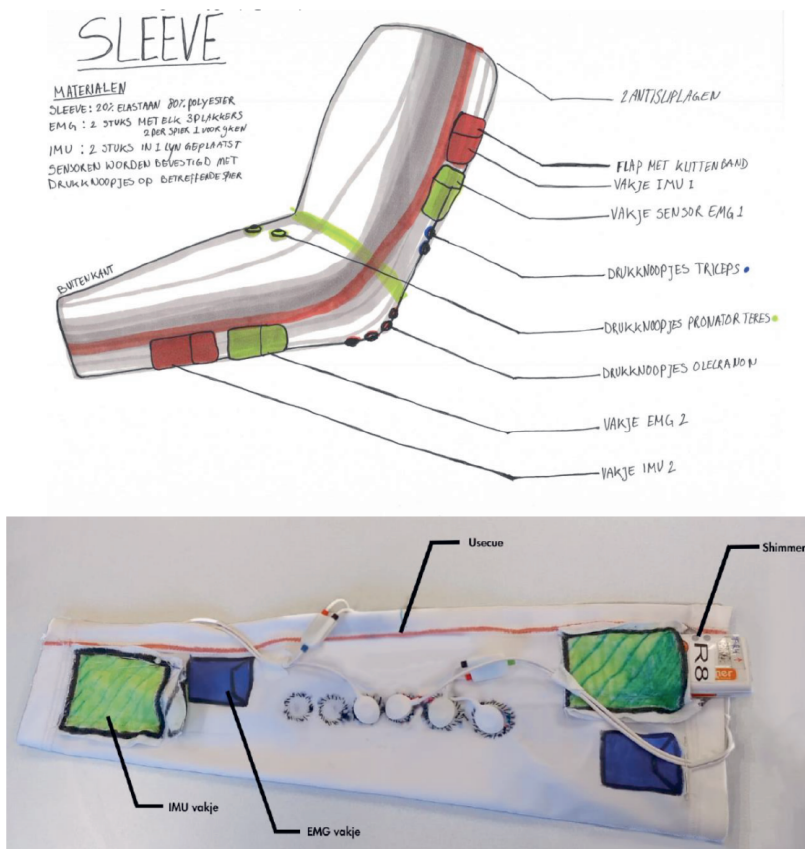 SLEEVE
MATERIALEN
SLEEVE: 20% ELASTAAN 80% POLYESTER
EMG: 2 STUKS MET ELK 3 PLAKKERS
2 PER SPIER 1 VOOR IJKEN
IMU: 2 STUKS IN 1 LIJN GEPLAATST
SENSOREN WORDEN BEVESTIGD MET
DRUKKNOOPJES OP BETREFFENDE SPIER
2 ANTISLIPLAGEN
FLAP MET KLITTENBAND
VAKJE IMU 1
VAKJE SENSOR EMG 1
BUITENKANT
DRUKKNOOPJES TRICEPS
DRUKKNOOPJES PRONATOR TERES
DRUKKNOOPJES OLECRANON
VAKJE EMG 2
VAKJE IMU 2
Usecue
Shimmer
R8
IMU vakje
EMG vakje